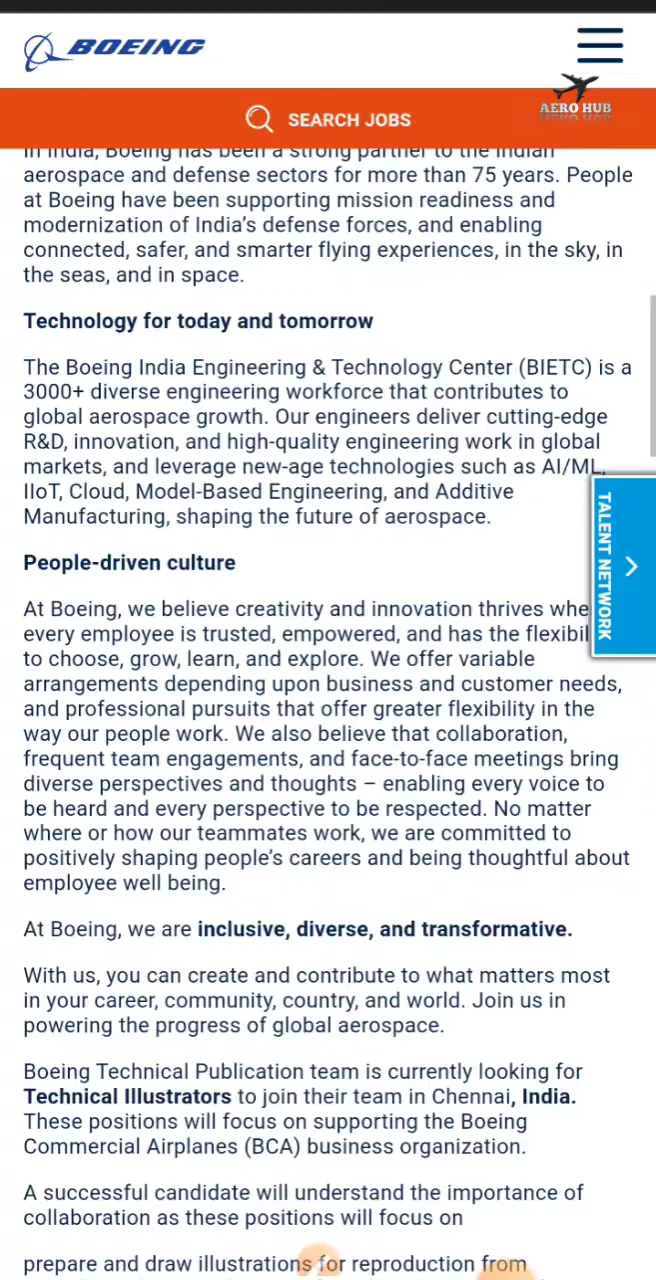 BOEING
AERO HUB
SEARCH JOBS
In India, Boeing has been a strong partner to the Indian
aerospace and defense sectors for more than 75 years. People
at Boeing have been supporting mission readiness and
modernization of India’s defense forces, and enabling
connected, safer, and smarter flying experiences, in the sky, in
the seas, and in space.
Technology for today and tomorrow
The Boeing India Engineering & Technology Center (BIETC) is a
3000+ diverse engineering workforce that contributes to
global aerospace growth. Our engineers deliver cutting-edge
R&D, innovation, and high-quality engineering work in global
markets, and leverage new-age technologies such as AI/ML,
IIoT, Cloud, Model-Based Engineering, and Additive
Manufacturing, shaping the future of aerospace.
TALENT NETWORK
People-driven culture
At Boeing, we believe creativity and innovation thrives whe
every employee is trusted, empowered, and has the flexibil
to choose, grow, learn, and explore. We offer variable
arrangements depending upon business and customer needs,
and professional pursuits that offer greater flexibility in the
way our people work. We also believe that collaboration,
frequent team engagements, and face-to-face meetings bring
diverse perspectives and thoughts – enabling every voice to
be heard and every perspective to be respected. No matter
where or how our teammates work, we are committed to
positively shaping people’s careers and being thoughtful about
employee well being.
At Boeing, we are inclusive, diverse, and transformative.
With us, you can create and contribute to what matters most
in your career, community, country, and world. Join us in
powering the progress of global aerospace.
Boeing Technical Publication team is currently looking for
Technical Illustrators to join their team in Chennai, India.
These positions will focus on supporting the Boeing
Commercial Airplanes (BCA) business organization.
A successful candidate will understand the importance of
collaboration as these positions will focus on
prepare and draw illustrations for reproduction from